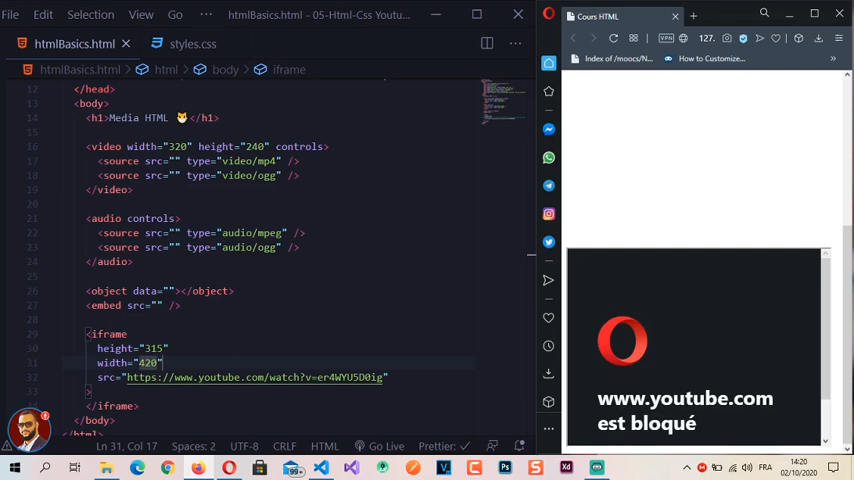 File Edit Selection View Go ··· htmlBasics.html - 05-Html-Css Youtu...
htmlBasics.html styles.css
htmlBasics.html > html > body > iframe
12 </head>
13 <body>
14 <h1>Media HTML 🐯</h1>
15
16 <video width="320" height="240" controls>
17 <source src="" type="video/mp4" />
18 <source src="" type="video/ogg" />
19 </video>
20
21 <audio controls>
22 <source src="" type="audio/mpeg" />
23 <source src="" type="audio/ogg" />
24 </audio>
25
26 <object data=""></object>
27 <embed src="" />
28
29 <iframe
30 height="315"
31 width="420"
32 src="https://www.youtube.com/watch?v=er4WYU5D0ig"
>
</iframe>
</body>
</html>
Ln 31, Col 17 Spaces: 2 UTF-8 CRLF HTML Go Live Prettier: ✓
Cours HTML
VPN 127.
Index of /moocs/N... How to Customize...
www.youtube.com
est bloqué
99+
FRA
14:20
02/10/2020